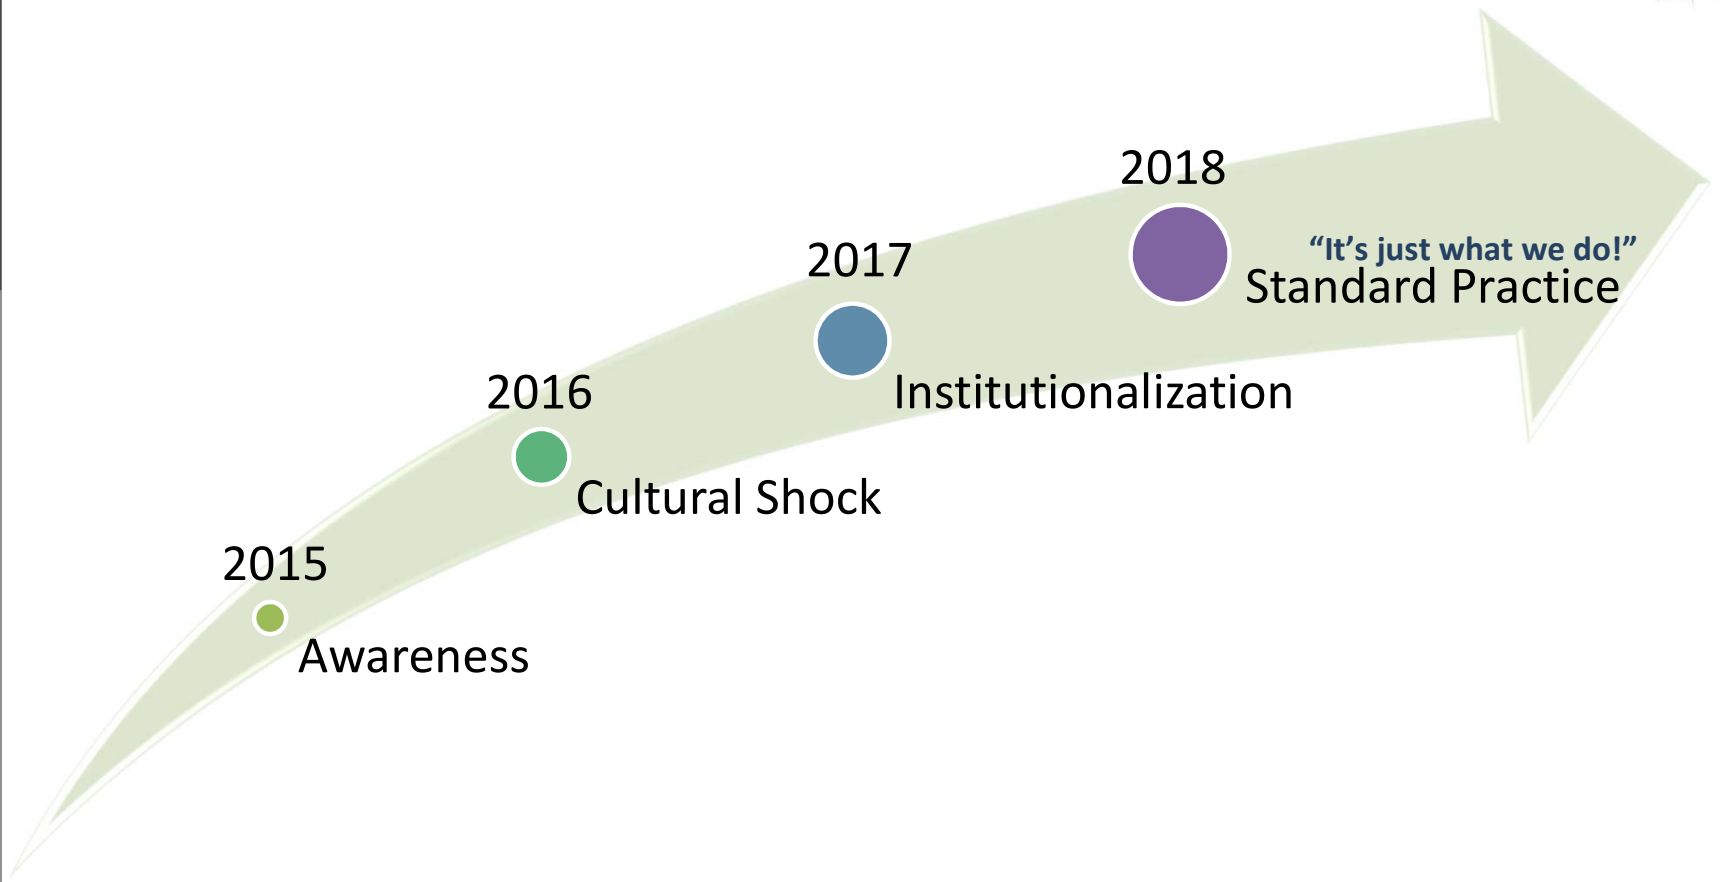 2015
Awareness
2016
Cultural Shock
2017
Institutionalization
2018
“It’s just what we do!”
Standard Practice